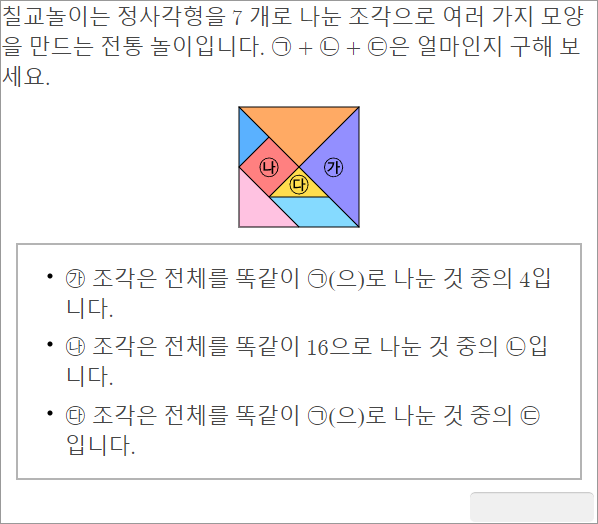 칠교놀이는 정사각형을 7 개로 나눈 조각으로 여러 가지 모양
을 만드는 전통 놀이입니다. ㉠ + ㉡ + ㉢은 얼마인지 구해 보
세요.
㉯ ㉰ ㉮
• ㉮ 조각은 전체를 똑같이 ㉠(으)로 나눈 것 중의 4입
니다.
• ㉯ 조각은 전체를 똑같이 16으로 나눈 것 중의 ㉡입
니다.
• ㉰ 조각은 전체를 똑같이 ㉠(으)로 나눈 것 중의 ㉢
입니다.